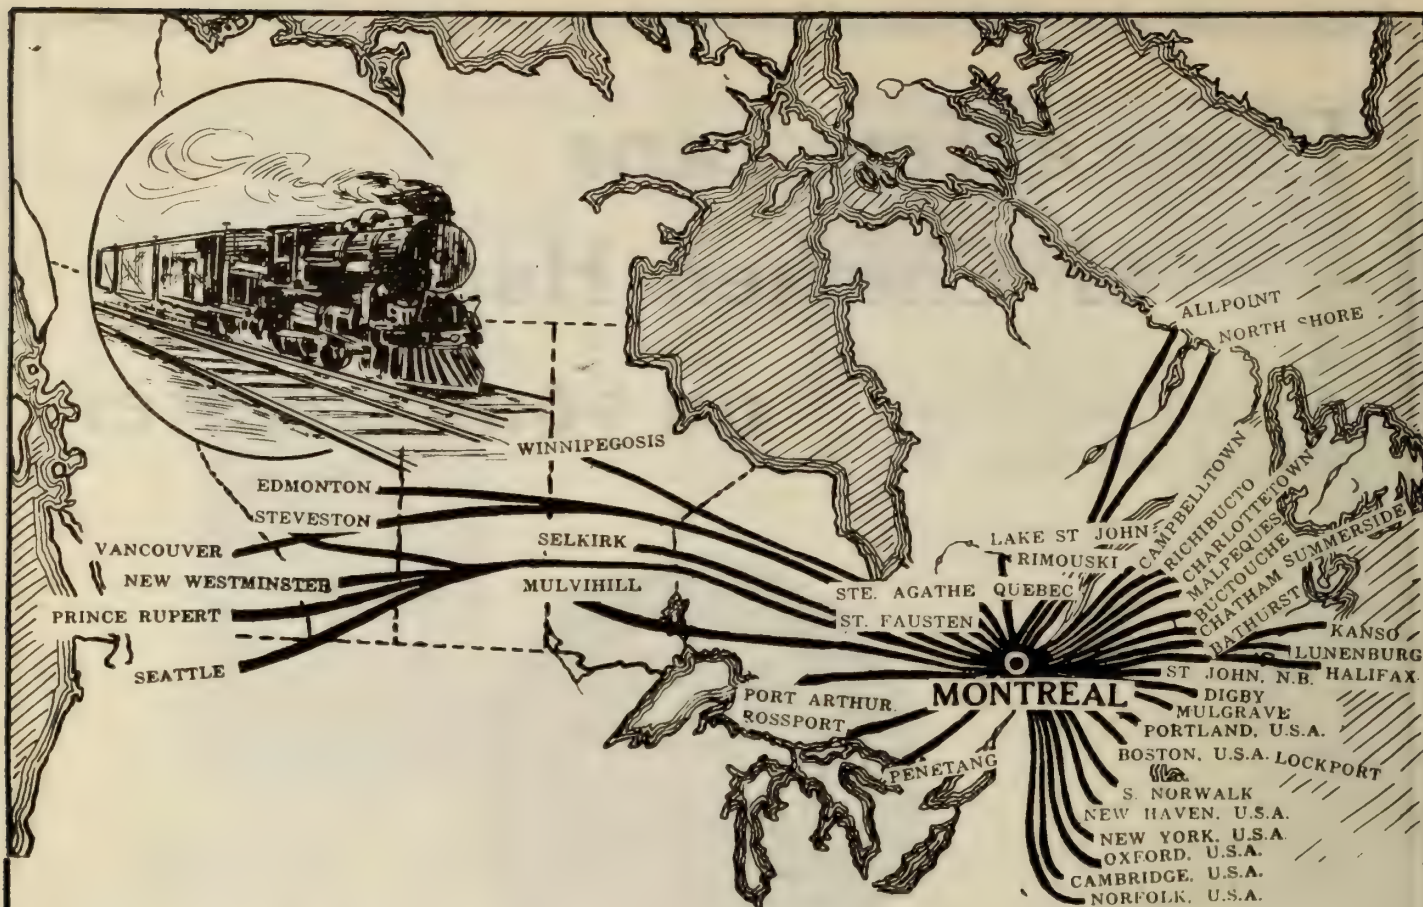 ALLPOINT
NORTH SHORE
WINNIPEGOSIS
EDMONTON
STEVESTON
VANCOUVER
SELKIRK
NEW WESTMINSTER
MULVIHILL
PRINCE RUPERT
SEATTLE
LAKE ST JOHN
RIMOUSKI
STE. AGATHE QUEBEC
ST. FAUSTEN
CAMPBELLTOWN
RICHIBUCTO
CHARLOTTETOWN
MALPEQUES
BUCTOUCHE
CHATHAM SUMMERSIDE
BATHURST
KANSO
LUNENBURG
HALIFAX.
ST JOHN, N.B.
DIGBY
MULGRAVE
MONTREAL
PORT ARTHUR.
ROSSPORT
PENETANG
PORTLAND, U.S.A.
BOSTON, U.S.A.
LOCKPORT
S. NORWALK
NEW HAVEN, U.S.A.
NEW YORK, U.S.A.
OXFORD, U.S.A.
CAMBRIDGE, U.S.A.
NORFOLK, U.S.A.